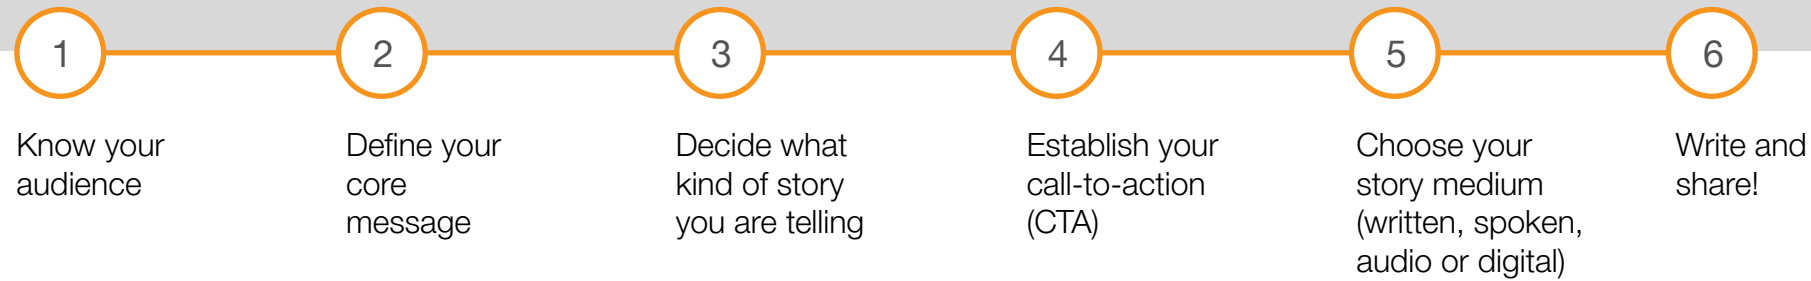 1
2
3
4
5
6
Know your
audience
Define your
core
message
Decide what
kind of story
you are telling
Establish your
call-to-action
(CTA)
Choose your
story medium
(written, spoken,
audio or digital)
Write and
share!